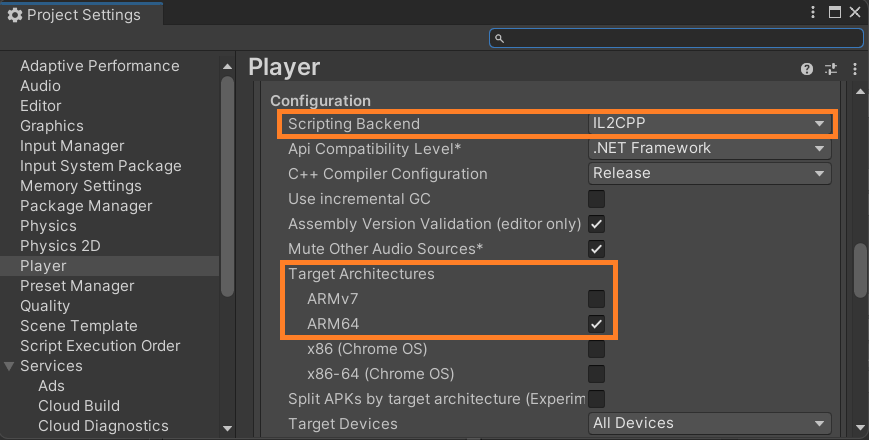 Project Settings
Adaptive Performance
Audio
Editor
Graphics
Input Manager
Input System Package
Memory Settings
Package Manager
Physics
Physics 2D
Player
Preset Manager
Quality
Scene Template
Script Execution Order
Services
Ads
Cloud Build
Cloud Diagnostics
Player
Configuration
Scripting Backend IL2CPP
Api Compatibility Level* .NET Framework
C++ Compiler Configuration Release
Use incremental GC
Assembly Version Validation (editor only)
Mute Other Audio Sources*
Target Architectures
ARMv7
ARM64
x86 (Chrome OS)
x86-64 (Chrome OS)
Split APKs by target architecture (Experim
Target Devices All Devices